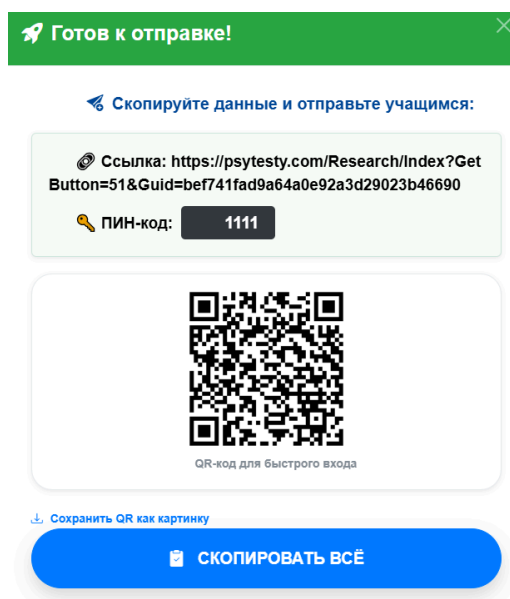 Готов к отправке!
Скопируйте данные и отправьте учащимся:
Ссылка: https://psytesty.com/Research/Index?Get
Button=51&Guid=bef741fad9a64a0e92a3d29023b46690
ПИН-код: 1111
QR-код для быстрого входа
Сохранить QR как картинку
СКОПИРОВАТЬ ВСЁ